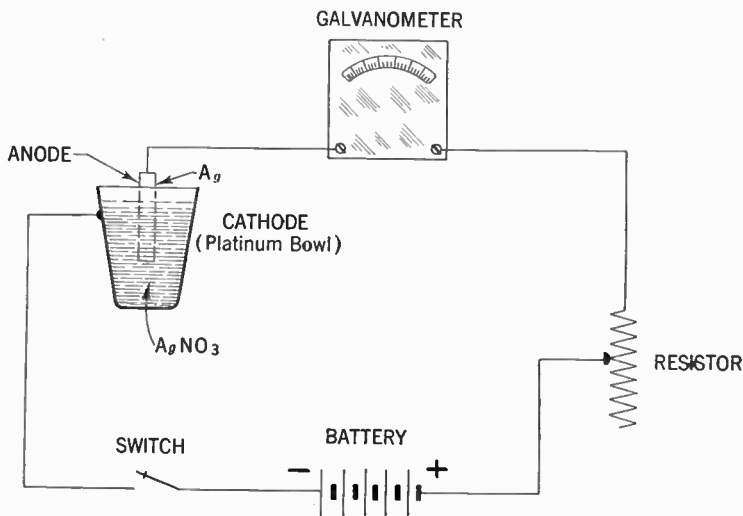 GALVANOMETER
ANODE
Ag
CATHODE
(Platinum Bowl)
AgNO3
RESISTOR
SWITCH
BATTERY
− +